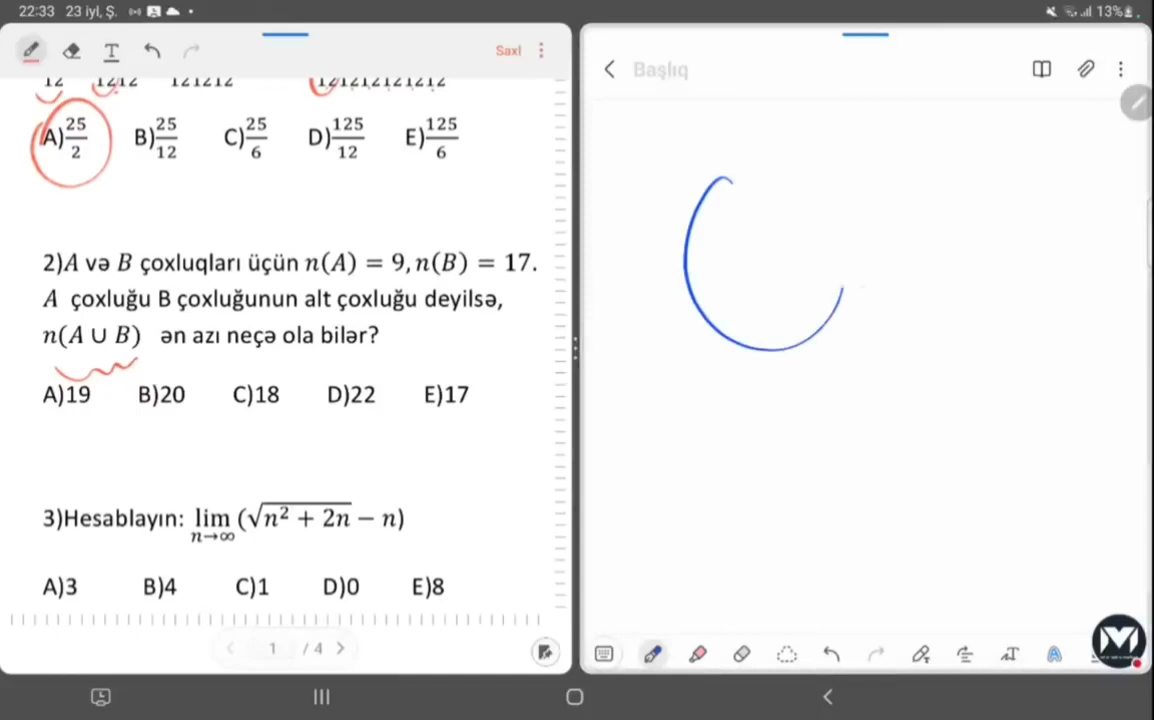 22:33 23 iyl, Ş.
13%
Saxl
A)25/2 B)25/12 C)25/6 D)125/12 E)125/6
2)A və B çoxluqları üçün n(A) = 9, n(B) = 17.
A çoxluğu B çoxluğunun alt çoxluğu deyilsə,
n(A ∪ B) ən azı neçə ola bilər?
A)19 B)20 C)18 D)22 E)17
3)Hesablayın: lim n→∞ (√n² + 2n − n)
A)3 B)4 C)1 D)0 E)8
1 / 4
Başlıq